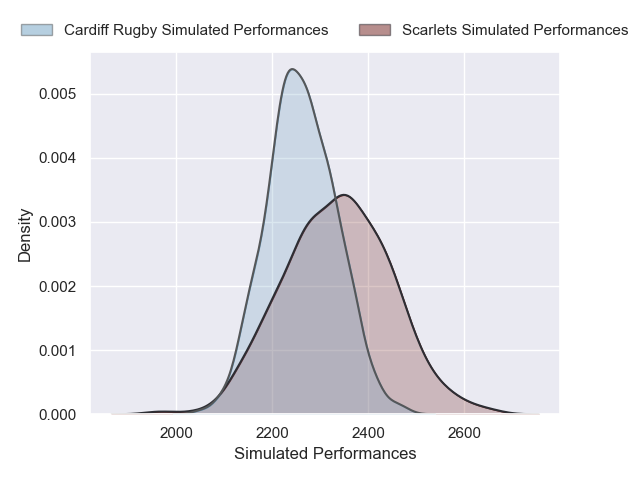 Cardiff Rugby Simulated Performances
Scarlets Simulated Performances
Density
0.005
0.004
0.003
0.002
0.001
0.000
2000
2200
2400
2600
Simulated Performances